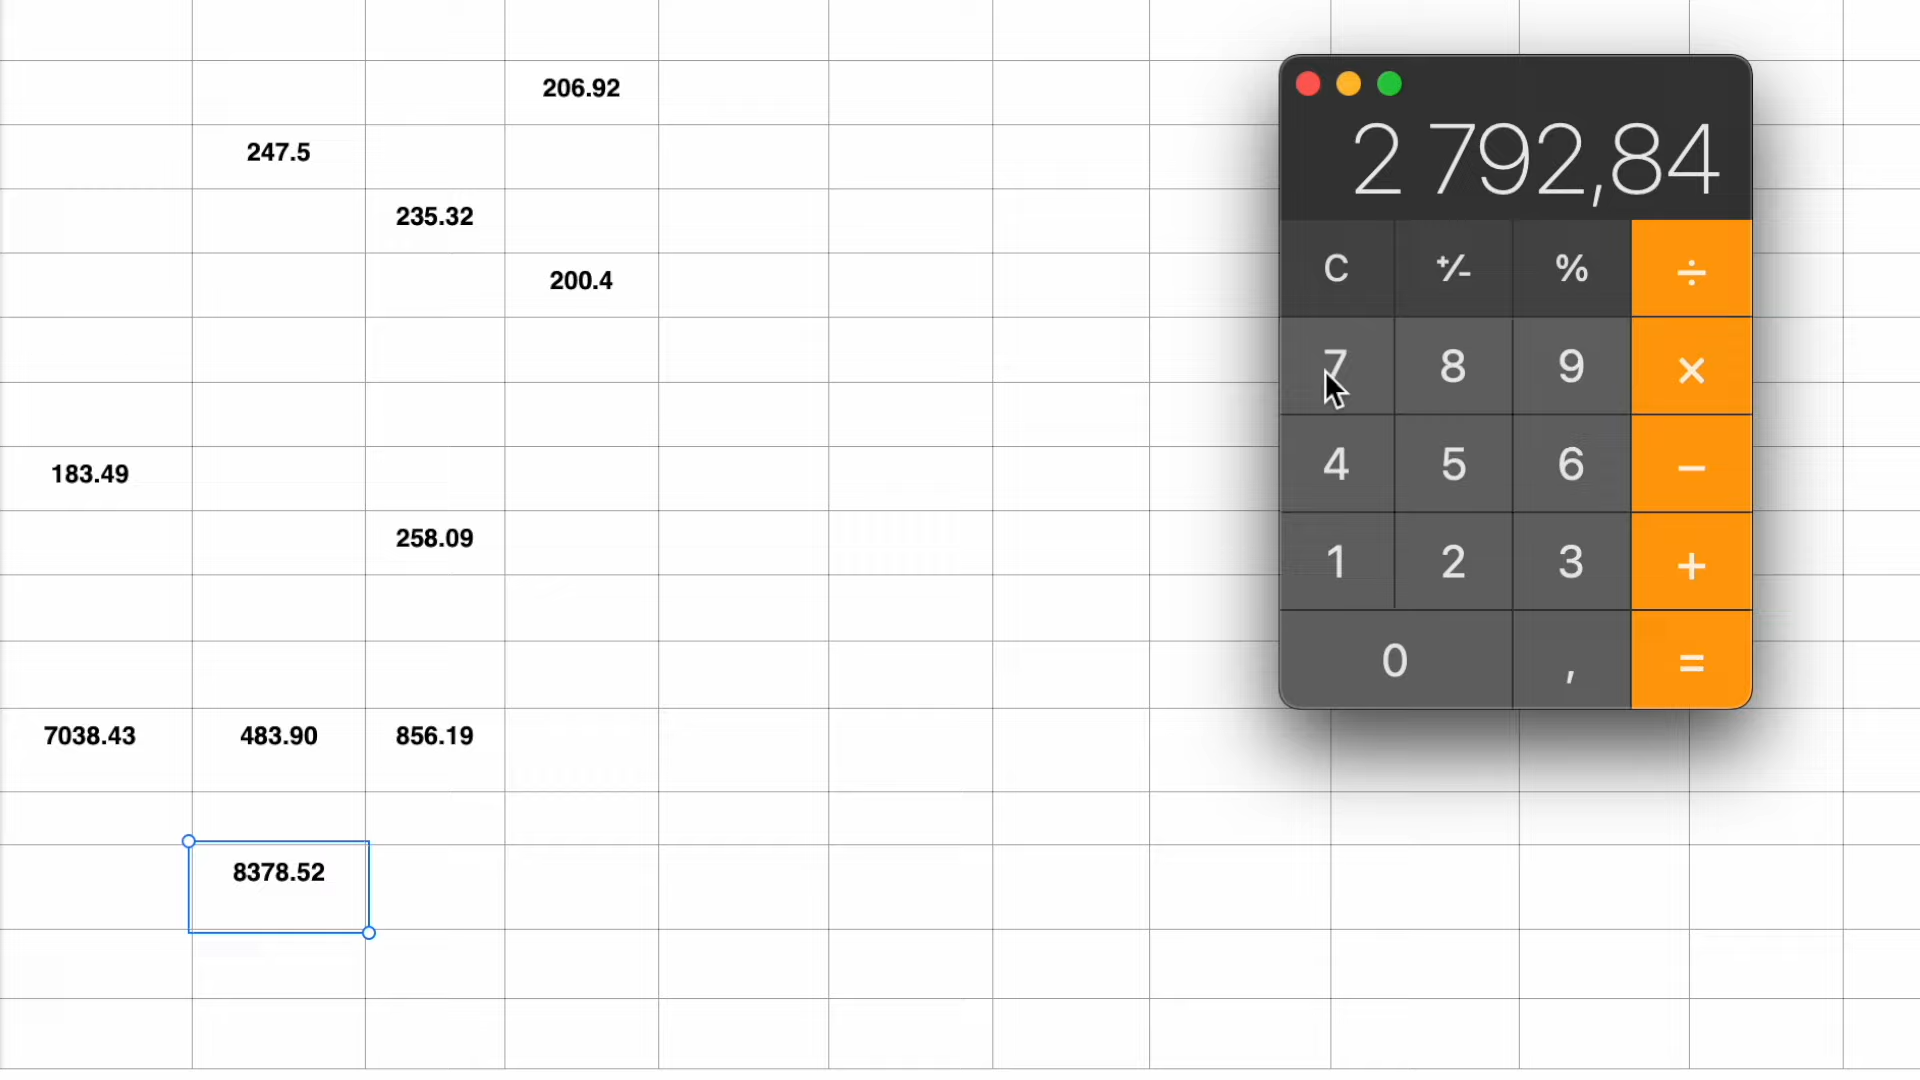 206.92
247.5
235.32
200.4
183.49
258.09
7038.43 483.90 856.19
8378.52
2 792,84
C +/- % ÷
7 8 9 ×
4 5 6 −
1 2 3 +
0 , =